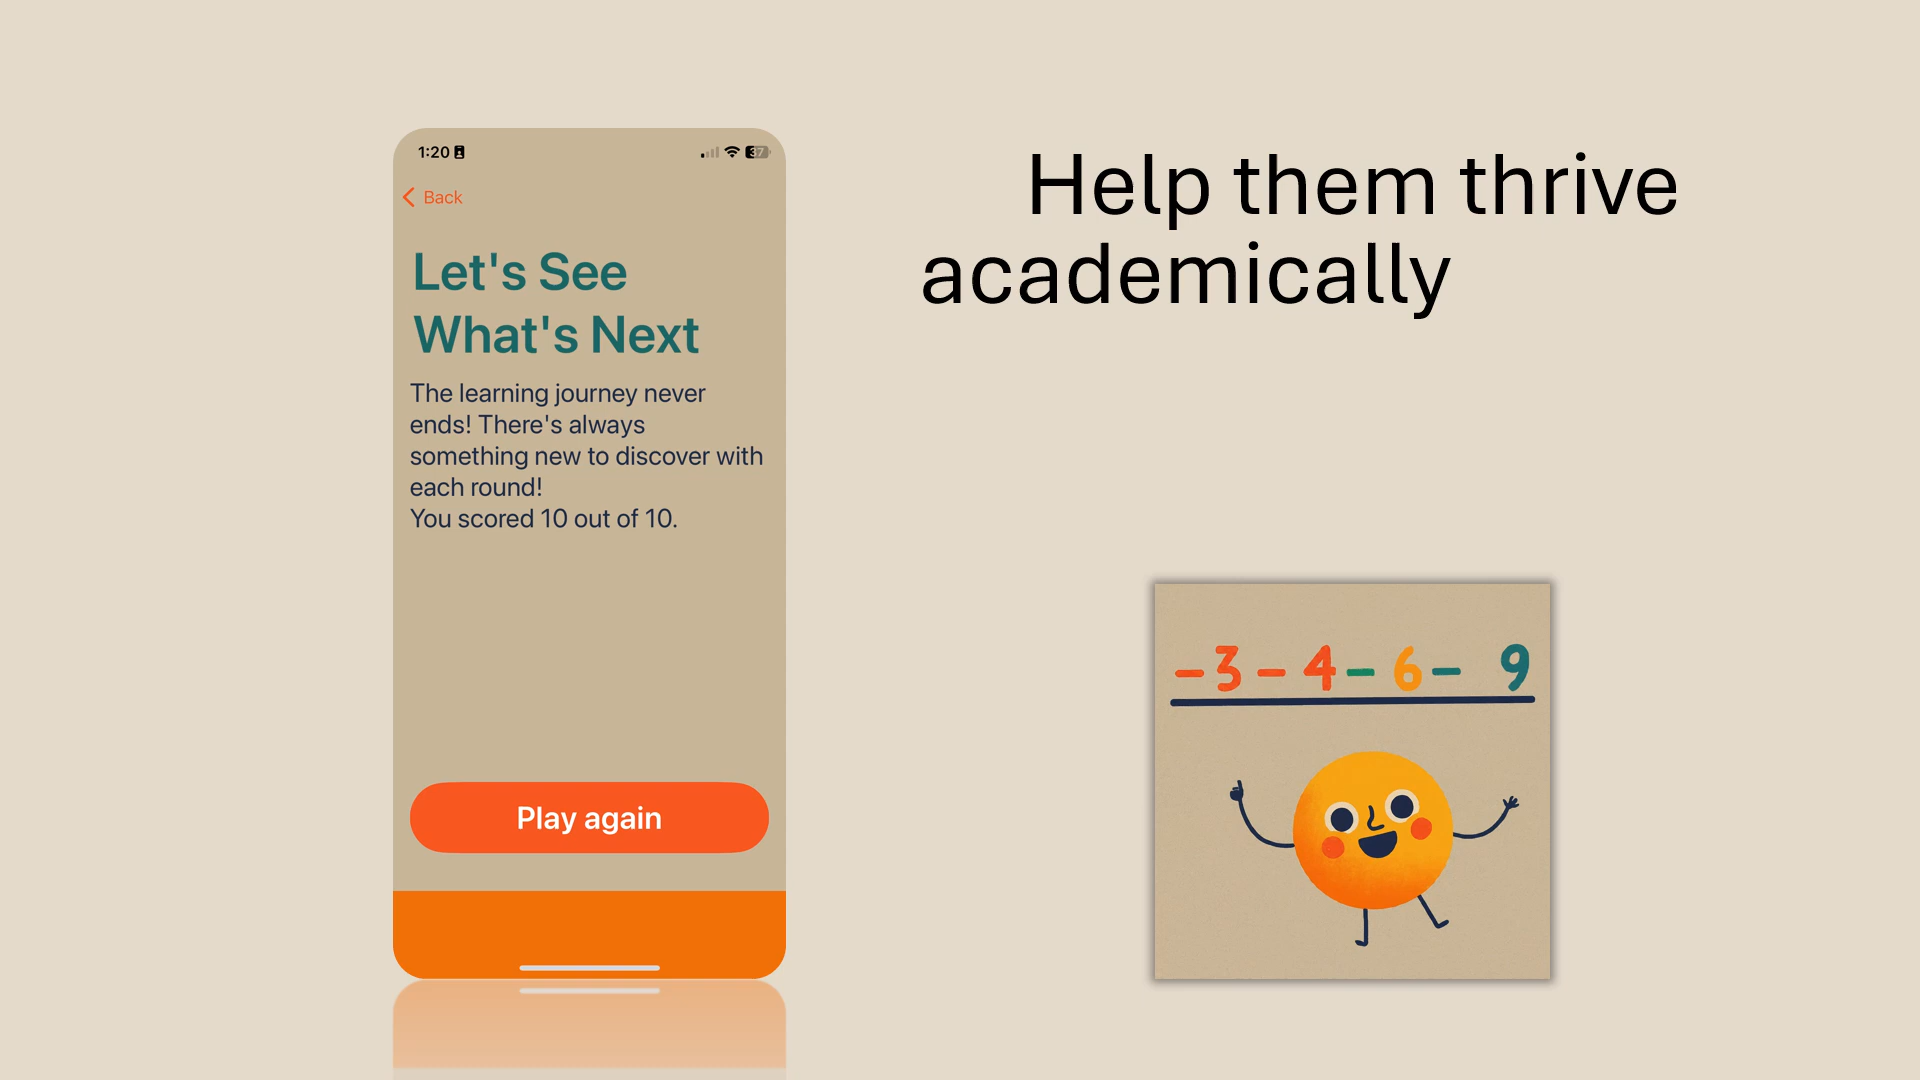 1:20
37
Back
Let's See
What's Next
The learning journey never
ends! There's always
something new to discover with
each round!
You scored 10 out of 10.
Play again
Help them thrive
academically
-3- 4- 6- 9